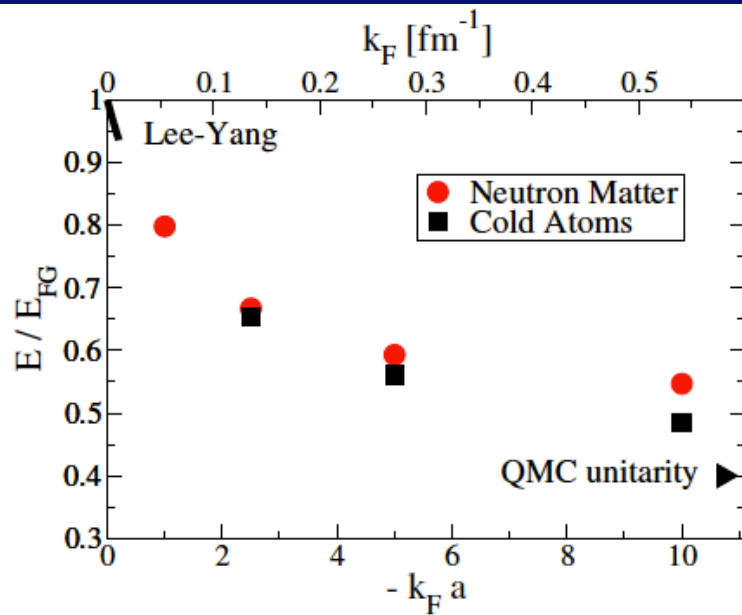 k_F [fm^-1]
0 0.1 0.2 0.3 0.4 0.5
1
Lee-Yang
0.9
Neutron Matter
Cold Atoms
0.8
0.7
E / E_FG
0.6
0.5
QMC unitarity
0.4
0.3
0 2 4 6 8 10
- k_F a